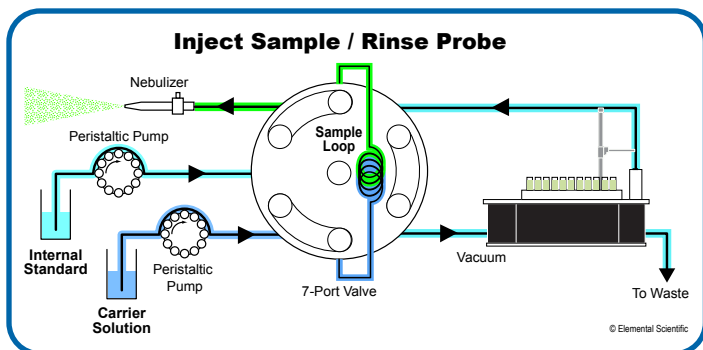 Inject Sample / Rinse Probe
Nebulizer
Peristaltic Pump
Sample
Loop
Internal
Standard
Peristaltic
Pump
Carrier
Solution
7-Port Valve
Vacuum
To Waste
© Elemental Scientific